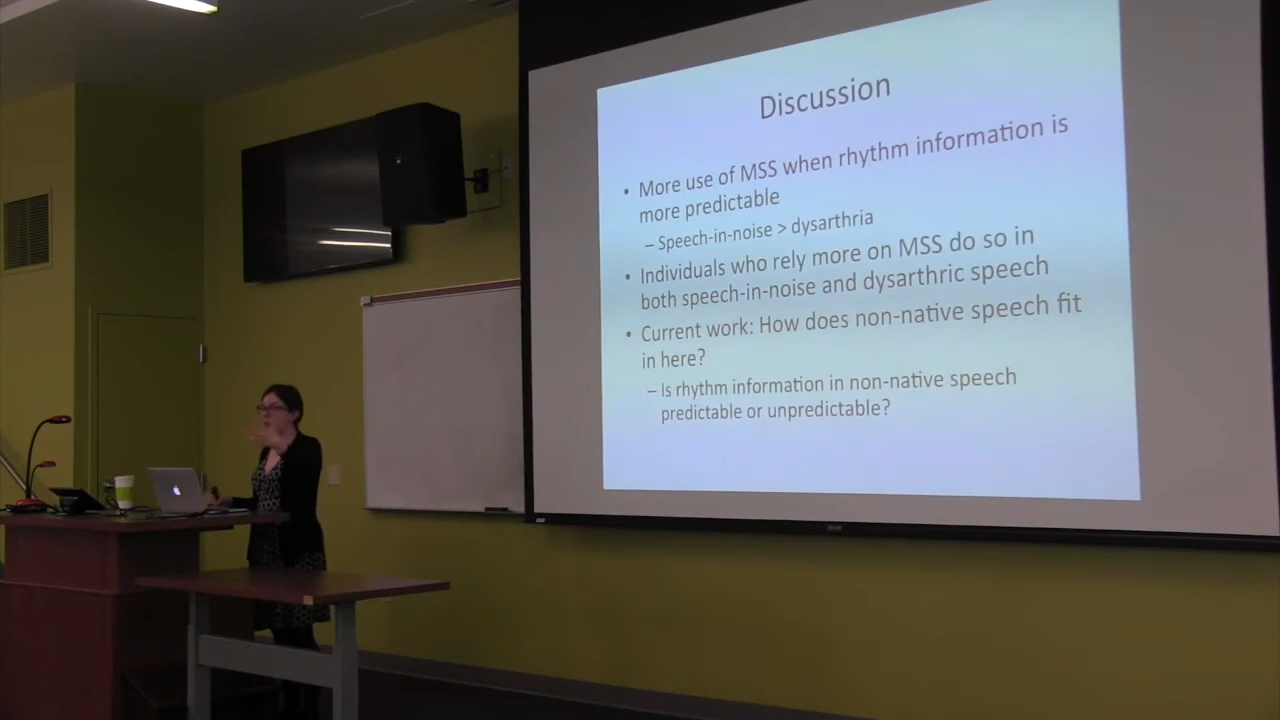 Discussion
• More use of MSS when rhythm information is
more predictable
– Speech-in-noise > dysarthria
• Individuals who rely more on MSS do so in
both speech-in-noise and dysarthric speech
• Current work: How does non-native speech fit
in here?
– Is rhythm information in non-native speech
predictable or unpredictable?